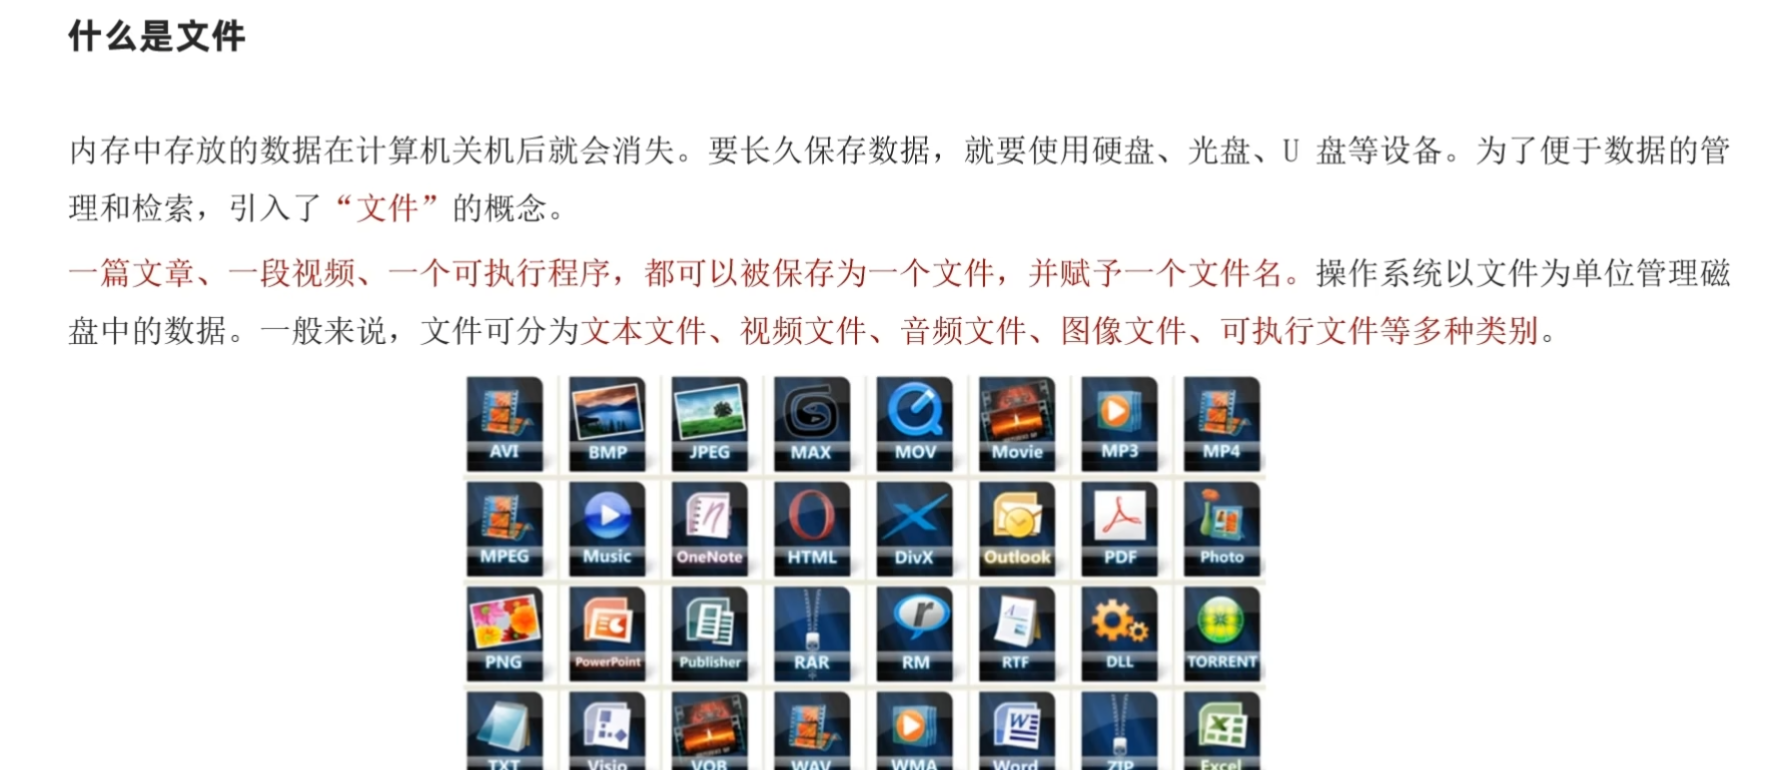 什么是文件
内存中存放的数据在计算机关机后就会消失。要长久保存数据，就要使用硬盘、光盘、U 盘等设备。为了便于数据的管
理和检索，引入了“文件”的概念。
一篇文章、一段视频、一个可执行程序，都可以被保存为一个文件，并赋予一个文件名。操作系统以文件为单位管理磁
盘中的数据。一般来说，文件可分为文本文件、视频文件、音频文件、图像文件、可执行文件等多种类别。
AVI BMP JPEG MAX MOV Movie MP3 MP4
MPEG Music OneNote HTML DivX Outlook PDF Photo
PNG PowerPoint Publisher RAR RM RTF DLL TORRENT
TXT Visio VOB WAV WMA Word ZIP Excel